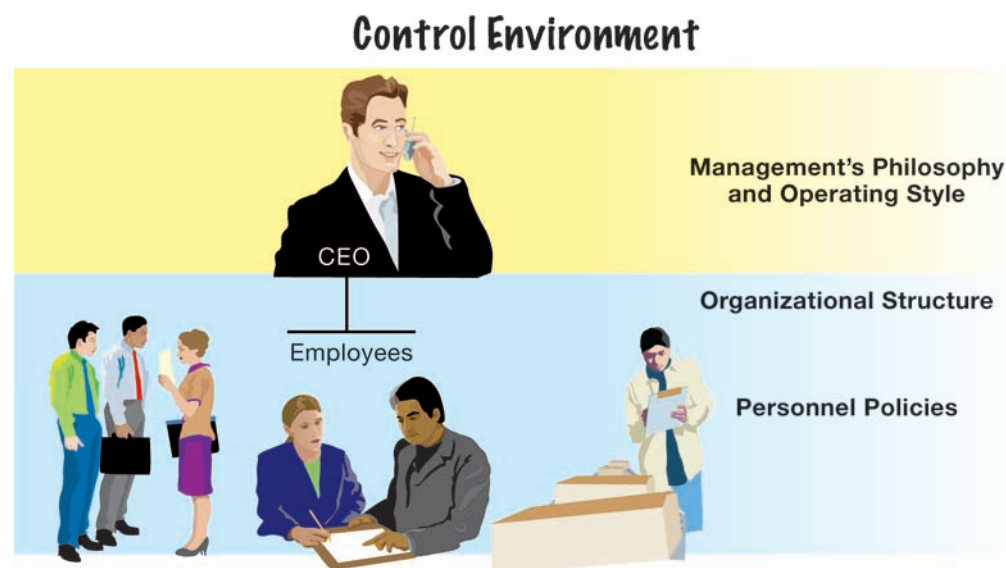 Control Environment
Management’s Philosophy
and Operating Style
CEO
Organizational Structure
Employees
Personnel Policies